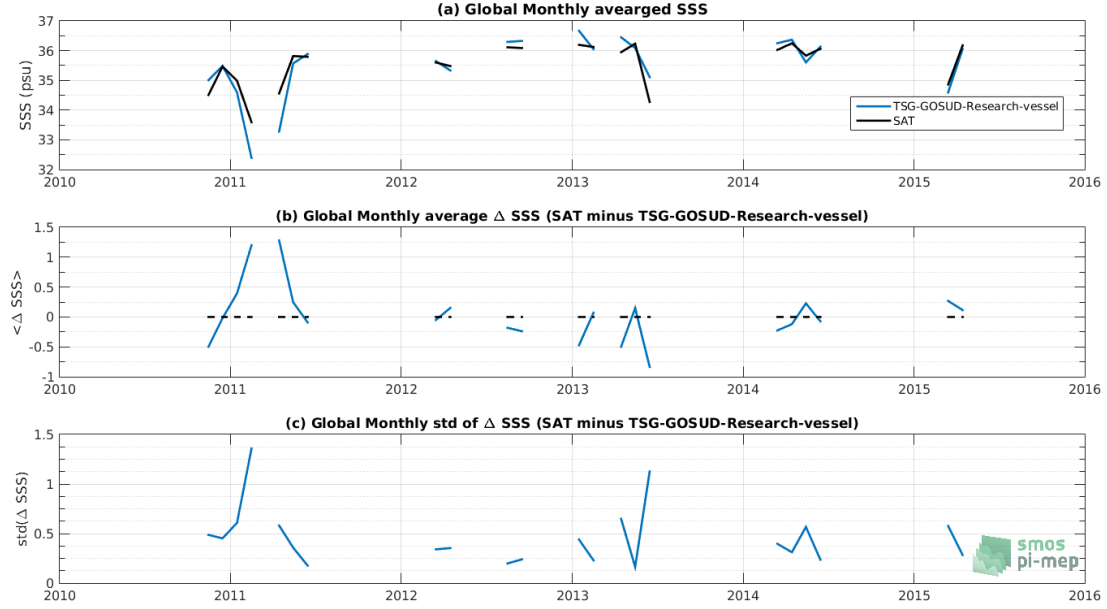 (a) Global Monthly avearged SSS
37
36
35
34
33
32
SSS (psu)
TSG-GOSUD-Research-vessel
SAT
2010 2011 2012 2013 2014 2015 2016
(b) Global Monthly average Δ SSS (SAT minus TSG-GOSUD-Research-vessel)
1.5
1
0.5
0
-0.5
-1
<Δ SSS>
2010 2011 2012 2013 2014 2015 2016
(c) Global Monthly std of Δ SSS (SAT minus TSG-GOSUD-Research-vessel)
1.5
1
0.5
0
std(Δ SSS)
smos
pi-mep
2010 2011 2012 2013 2014 2015 2016